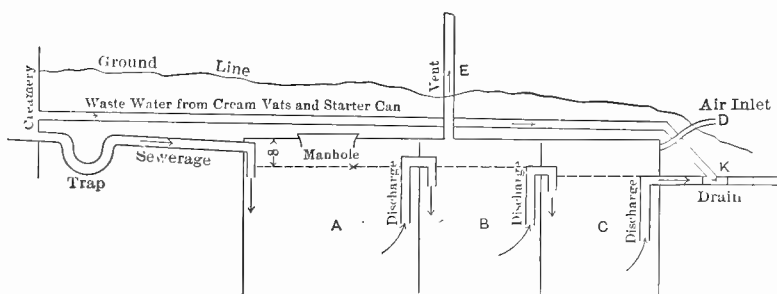 Ground Line
Creamery
Vent
E
Waste Water from Cream Vats and Starter Can
Air Inlet
D
Sewerage
8
Manhole
Trap
Discharge
Discharge
Discharge
K
Drain
A
B
C